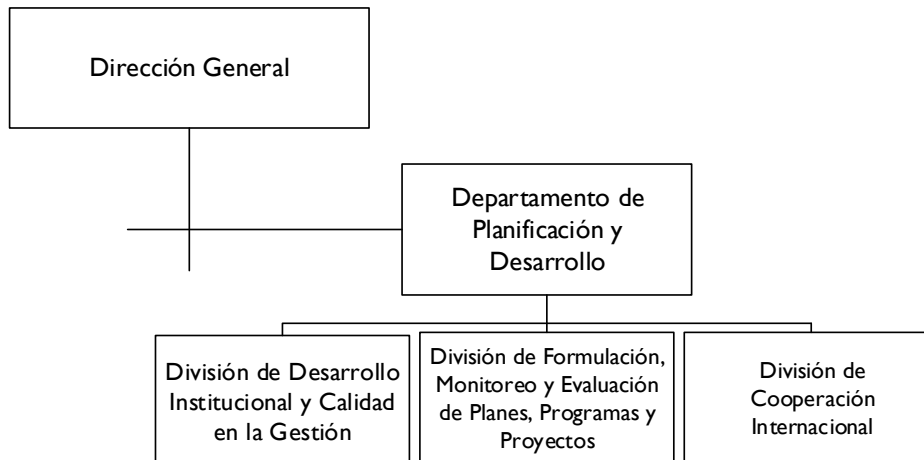 Dirección General
Departamento de
Planificación y
Desarrollo
División de Desarrollo
Institucional y Calidad
en la Gestión
División de Formulación,
Monitoreo y Evaluación
de Planes, Programas y
Proyectos
División de
Cooperación
Internacional